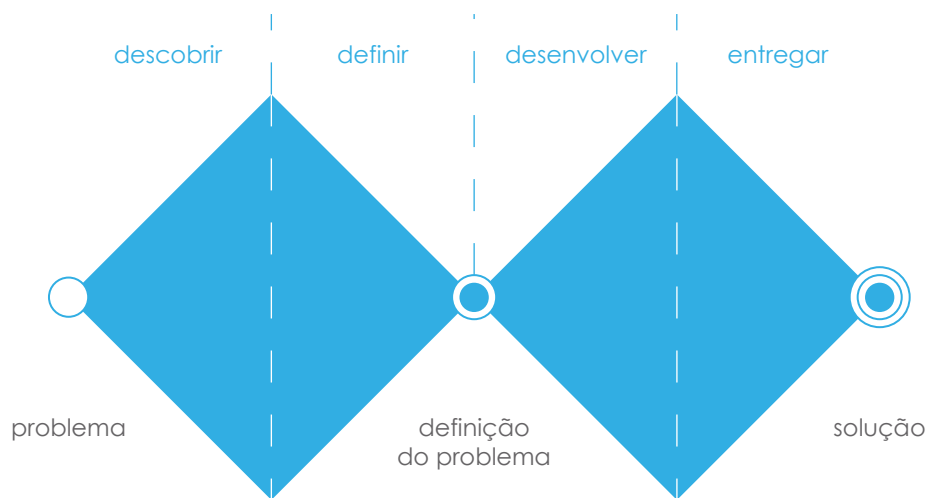 descobrir
definir
desenvolver
entregar
problema
definição
do problema
solução